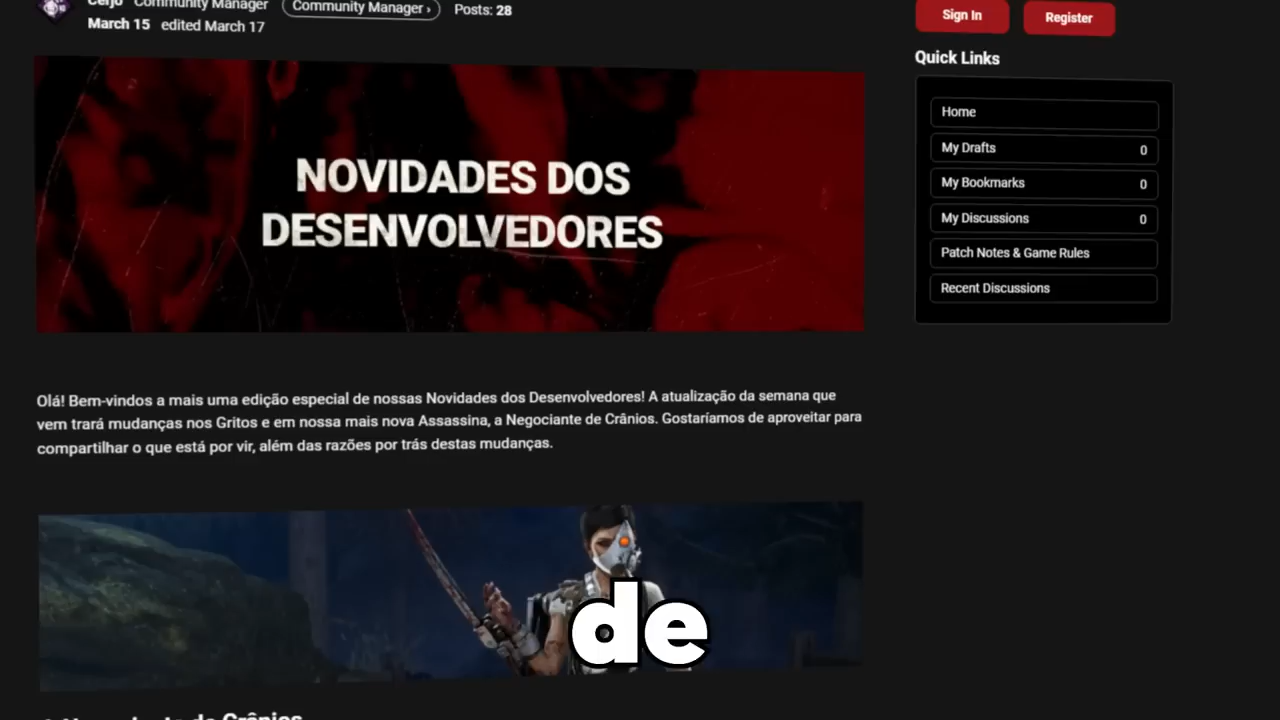 Community Manager
Community Manager › Posts: 28
March 15 edited March 17
Sign In
Register
Quick Links
Home
My Drafts 0
My Bookmarks 0
My Discussions 0
Patch Notes & Game Rules
Recent Discussions
NOVIDADES DOS
DESENVOLVEDORES
Olá! Bem-vindos a mais uma edição especial de nossas Novidades dos Desenvolvedores! A atualização da semana que
vem trará mudanças nos Gritos e em nossa mais nova Assassina, a Negociante de Crânios. Gostaríamos de aproveitar para
compartilhar o que está por vir, além das razões por trás destas mudanças.
de
de Crânios